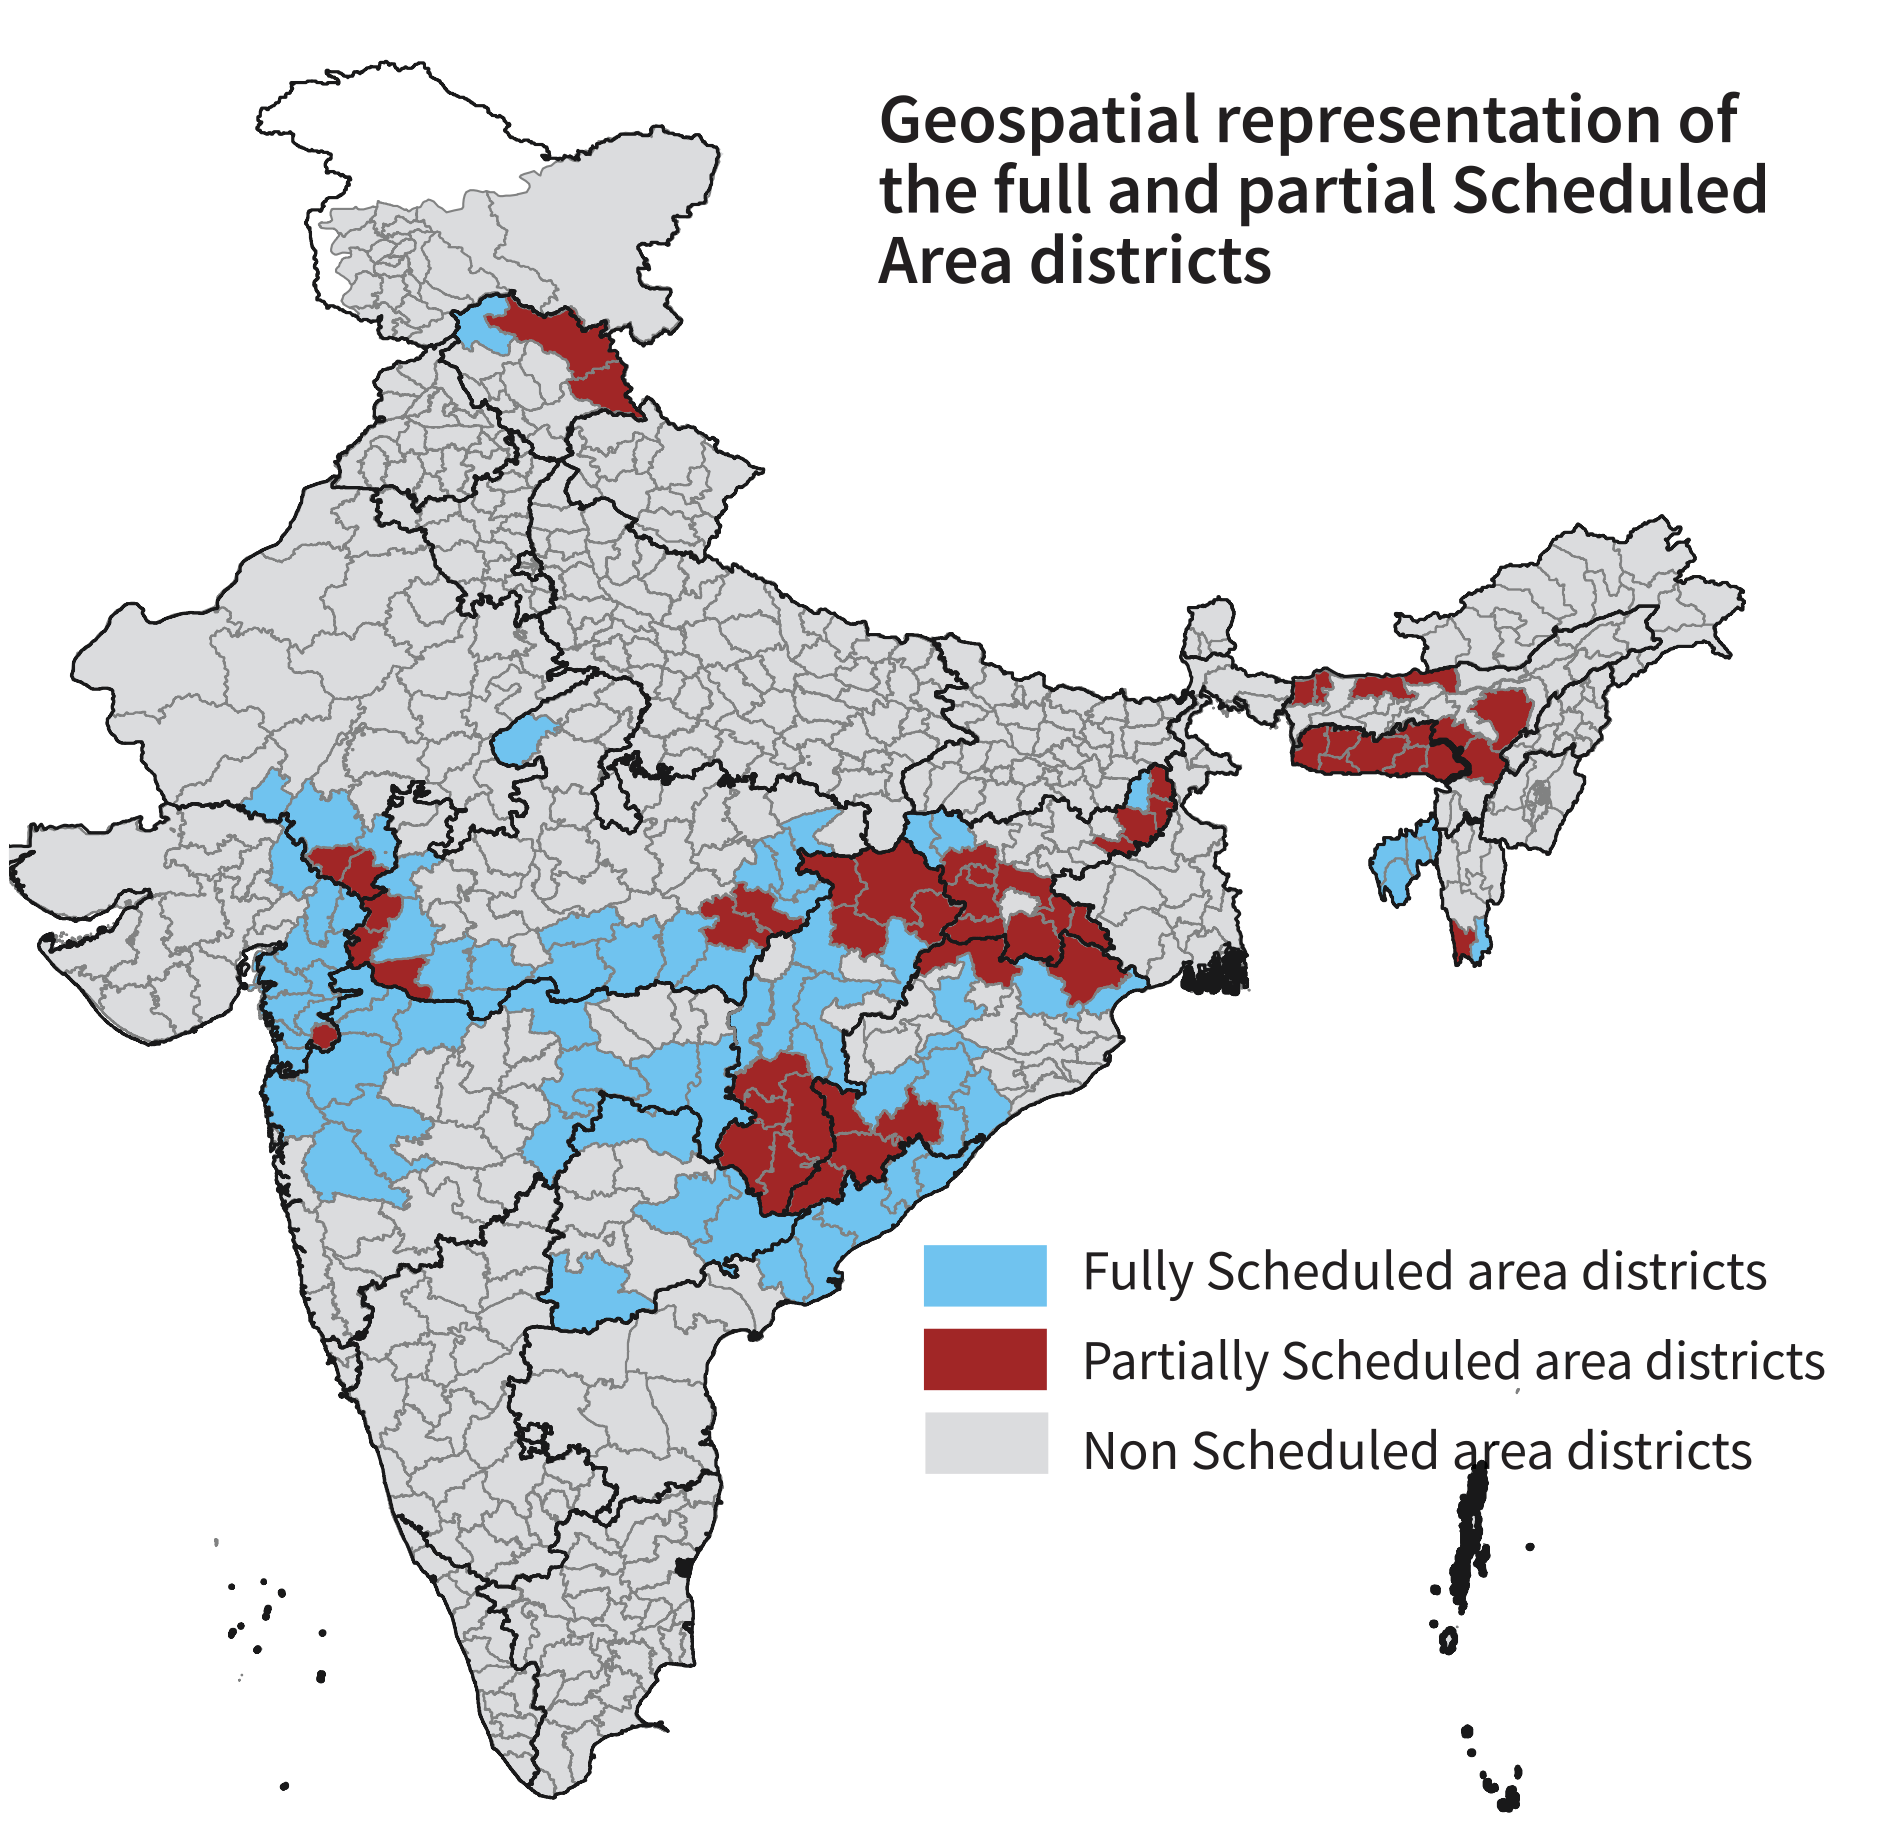 Geospatial representation of
the full and partial Scheduled
Area districts
Fully Scheduled area districts
Partially Scheduled area districts
Non Scheduled area districts